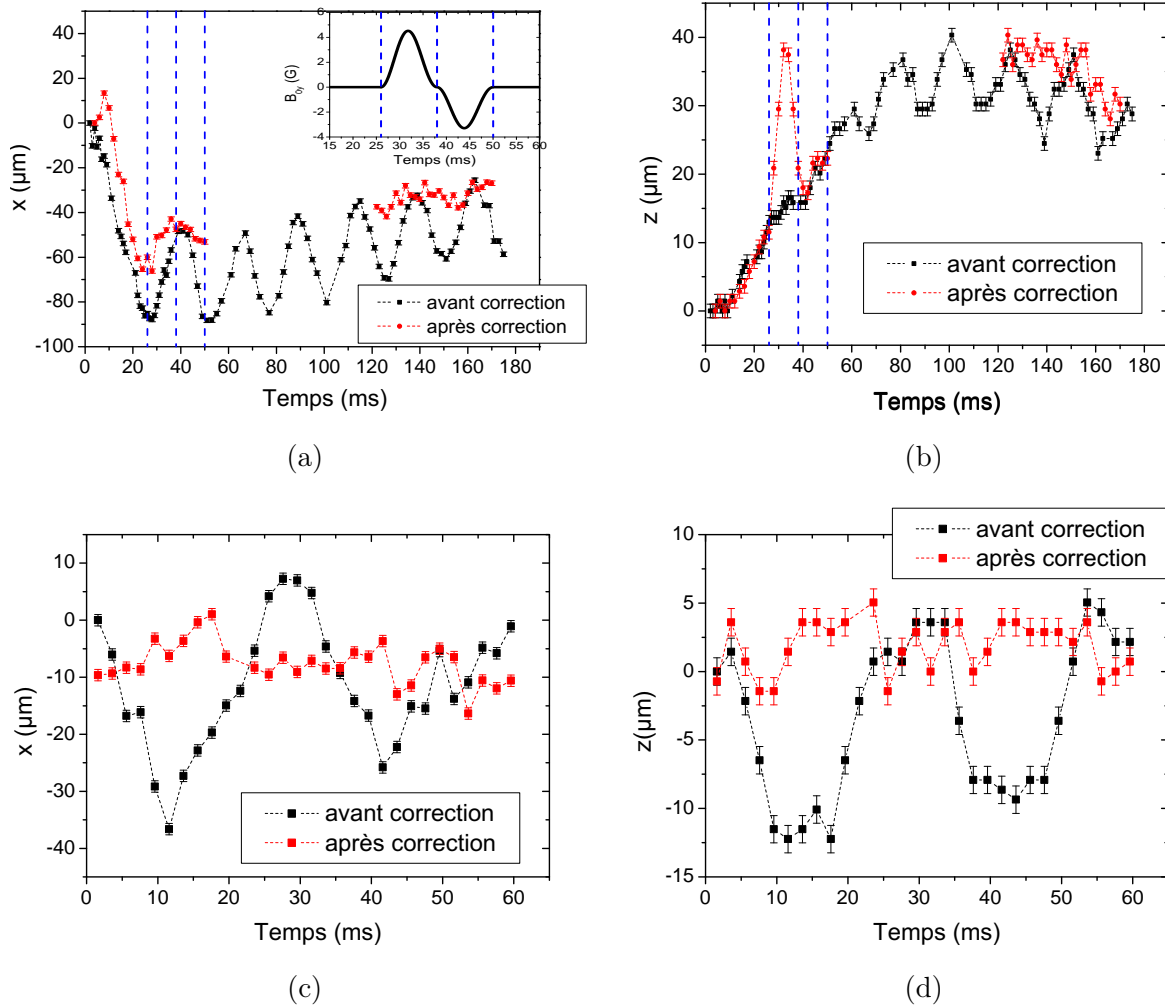 40
20
0
-20
-40
-60
-80
-100
x (µm)
0 20 40 60 80 100 120 140 160 180
Temps (ms)
6
4
2
0
-2
-4
B0y (G)
15 20 25 30 35 40 45 50 55 60
Temps (ms)
avant correction
après correction
(a)
40
30
20
10
0
z (µm)
0 20 40 60 80 100 120 140 160 180
Temps (ms)
avant correction
après correction
(b)
10
0
-10
-20
-30
-40
x (µm)
0 10 20 30 40 50 60
Temps (ms)
avant correction
après correction
(c)
10
5
0
-5
-10
-15
z(µm)
0 10 20 30 40 50 60
Temps (ms)
avant correction
après correction
(d)